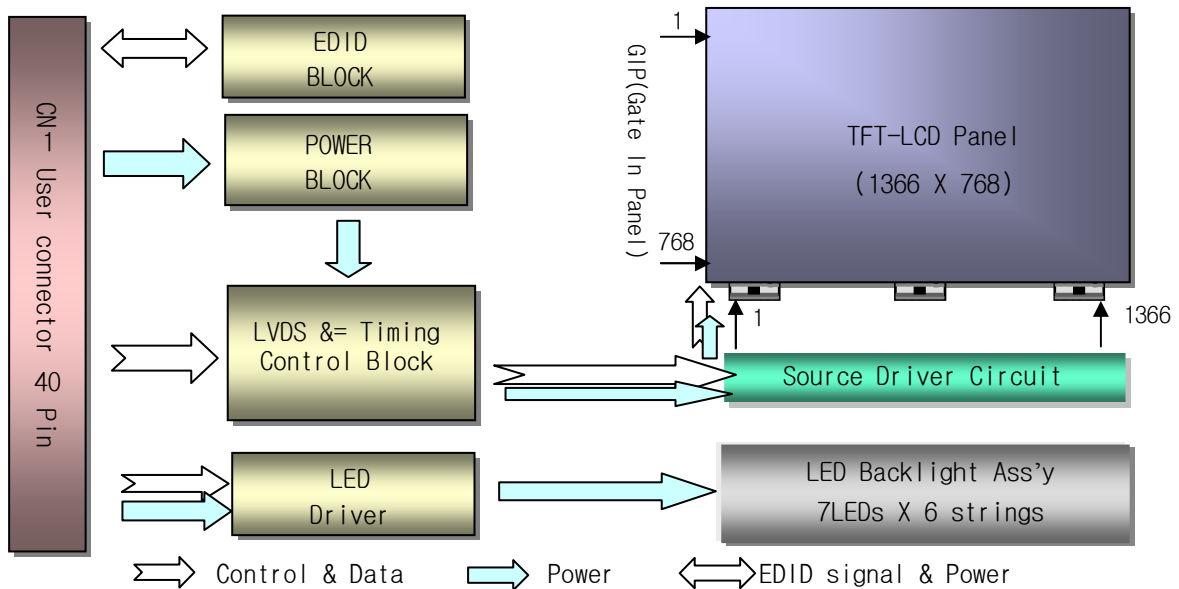 CN-1 User connector 40 Pin
EDID
BLOCK
POWER
BLOCK
LVDS &= Timing
Control Block
LED
Driver
1
GIP(Gate In Panel)
768
TFT-LCD Panel
(1366 X 768)
1
1366
Source Driver Circuit
LED Backlight Ass’y
7LEDs X 6 strings
Control & Data
Power
EDID signal & Power